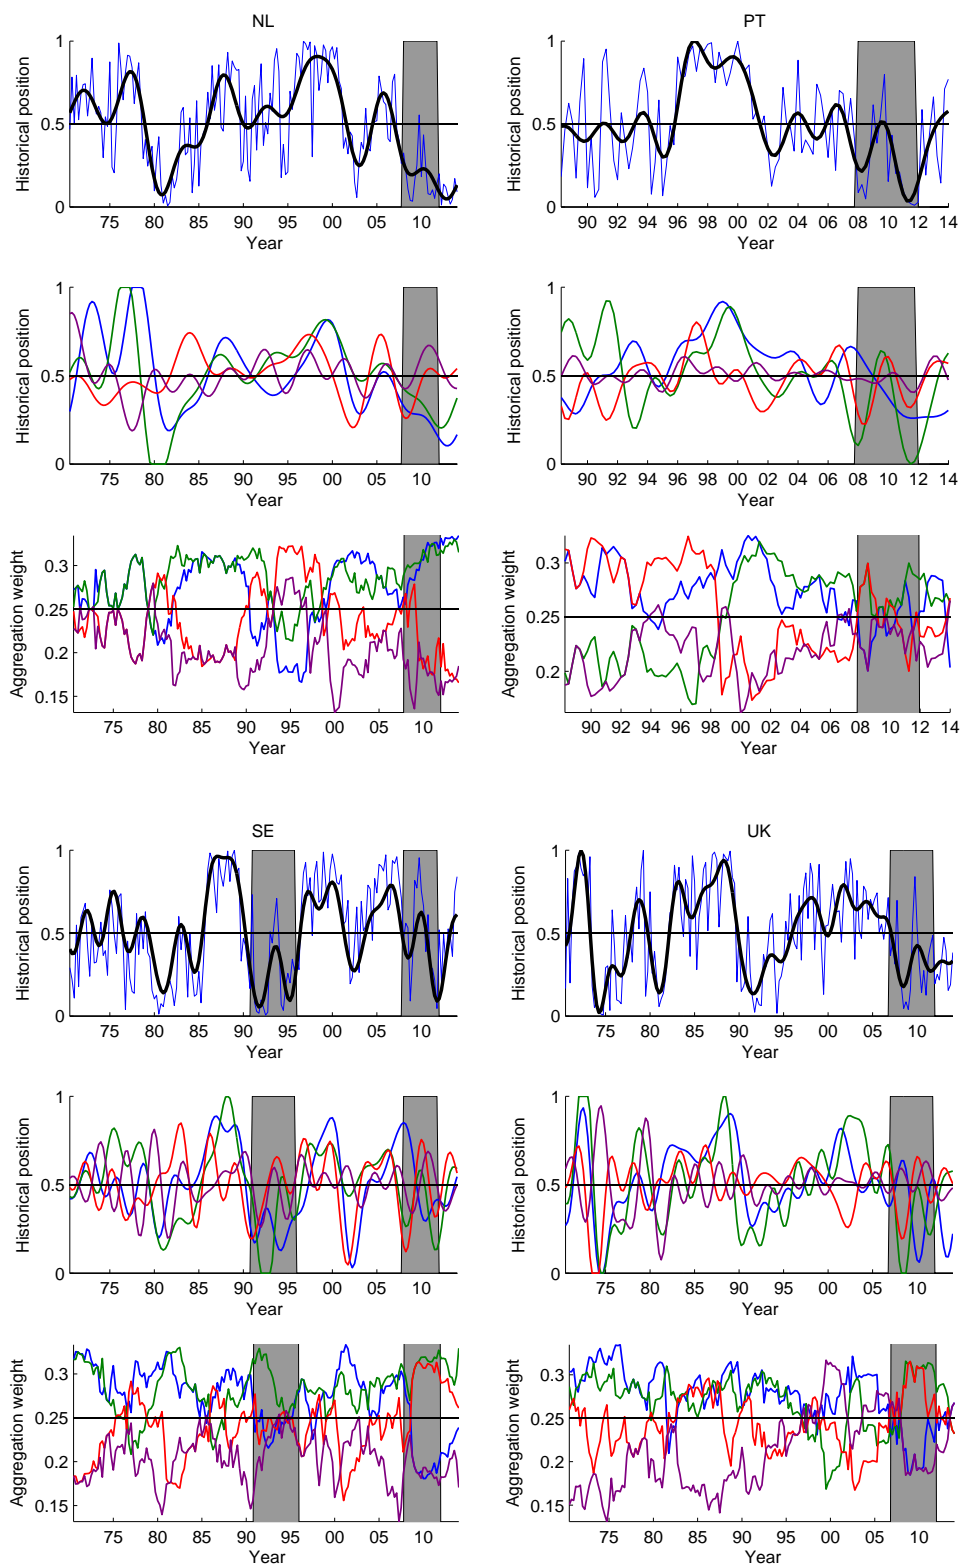 NL
1
0.5
0
Historical position
75 80 85 90 95 00 05 10
Year
PT
1
0.5
0
Historical position
90 92 94 96 98 00 02 04 06 08 10 12 14
Year
1
0.5
0
Historical position
75 80 85 90 95 00 05 10
Year
1
0.5
0
Historical position
90 92 94 96 98 00 02 04 06 08 10 12 14
Year
0.3
0.25
0.2
0.15
Aggregation weight
75 80 85 90 95 00 05 10
Year
0.3
0.25
0.2
Aggregation weight
90 92 94 96 98 00 02 04 06 08 10 12 14
Year
SE
1
0.5
0
Historical position
75 80 85 90 95 00 05 10
Year
UK
1
0.5
0
Historical position
75 80 85 90 95 00 05 10
Year
1
0.5
0
Historical position
75 80 85 90 95 00 05 10
Year
1
0.5
0
Historical position
75 80 85 90 95 00 05 10
Year
0.3
0.25
0.2
0.15
Aggregation weight
75 80 85 90 95 00 05 10
Year
0.3
0.25
0.2
0.15
Aggregation weight
75 80 85 90 95 00 05 10
Year